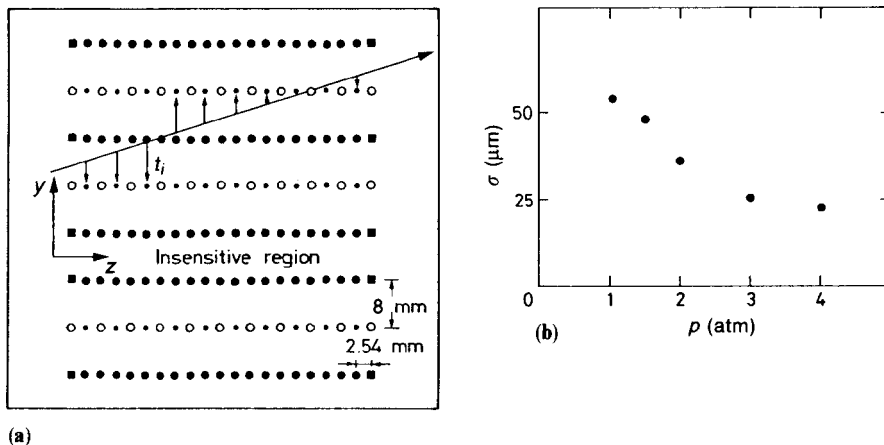 y
z
t_i
Insensitive region
8 mm
2.54 mm
(a)
σ (μm)
50
25
0
1
2
3
4
p (atm)
(b)